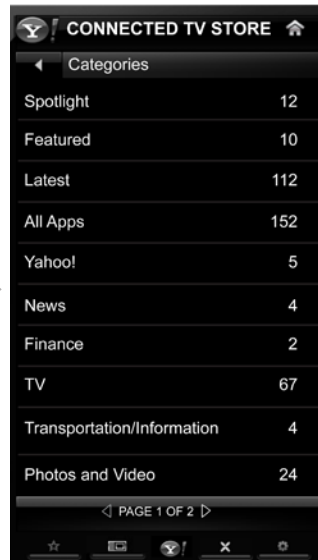 Y! CONNECTED TV STORE
Categories
Spotlight 12
Featured 10
Latest 112
All Apps 152
Yahoo! 5
News 4
Finance 2
TV 67
Transportation/Information 4
Photos and Video 24
PAGE 1 OF 2
Y!